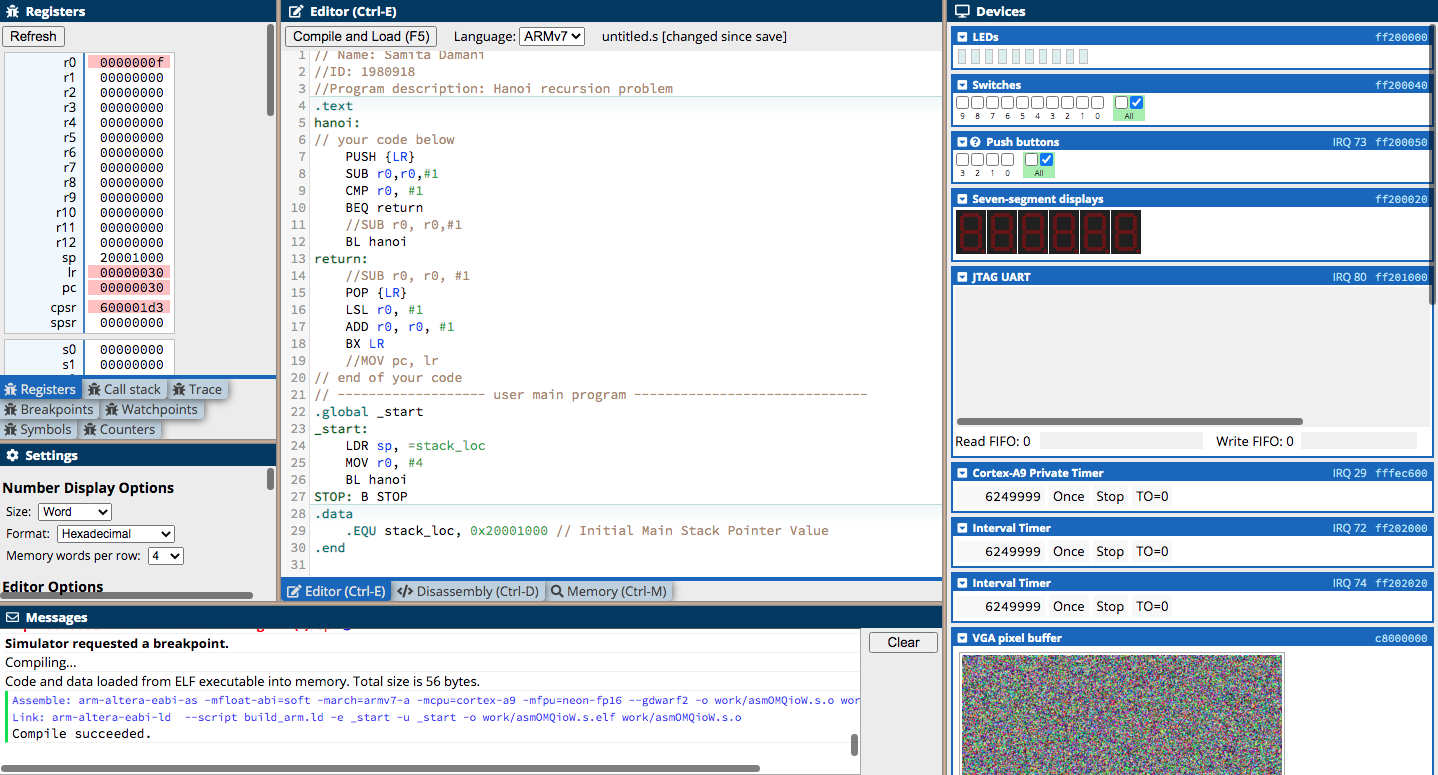 Registers
Refresh
r0 0000000f
r1 00000000
r2 00000000
r3 00000000
r4 00000000
r5 00000000
r6 00000000
r7 00000000
r8 00000000
r9 00000000
r10 00000000
r11 00000000
r12 00000000
sp 20001000
lr 00000030
pc 00000030
cpsr 600001d3
spsr 00000000
s0 00000000
s1 00000000
Registers Call stack Trace
Breakpoints Watchpoints
Symbols Counters
Settings
Number Display Options
Size: Word
Format: Hexadecimal
Memory words per row: 4
Editor Options
Editor (Ctrl-E)
Compile and Load (F5) Language: ARMv7 untitled.s [changed since save]
1 // Name: Samita Damani
2 //ID: 1980918
3 //Program description: Hanoi recursion problem
4 .text
5 hanoi:
6 // your code below
7 PUSH {LR}
8 SUB r0,r0,#1
9 CMP r0, #1
10 BEQ return
11 //SUB r0, r0,#1
12 BL hanoi
13 return:
14 //SUB r0, r0, #1
15 POP {LR}
16 LSL r0, #1
17 ADD r0, r0, #1
18 BX LR
19 //MOV pc, lr
20 // end of your code
21 // ------------------- user main program ------------------------------
22 .global _start
23 _start:
24 LDR sp, =stack_loc
25 MOV r0, #4
26 BL hanoi
27 STOP: B STOP
28 .data
29 .EQU stack_loc, 0x20001000 // Initial Main Stack Pointer Value
30 .end
31
Editor (Ctrl-E) Disassembly (Ctrl-D) Memory (Ctrl-M)
Messages
Simulator requested a breakpoint.
Compiling...
Code and data loaded from ELF executable into memory. Total size is 56 bytes.
Assemble: arm-altera-eabi-as -mfloat-abi=soft -march=armv7-a -mcpu=cortex-a9 -mfpu=neon-fp16 --gdwarf2 -o work/asmOMQioW.s.o wor
Link: arm-altera-eabi-ld --script build_arm.ld -e _start -u _start -o work/asmOMQioW.s.elf work/asmOMQioW.s.o
Compile succeeded.
Clear
Devices
LEDs ff200000
Switches ff200040
9 8 7 6 5 4 3 2 1 0 All
Push buttons IRQ 73 ff200050
3 2 1 0 All
Seven-segment displays ff200020
JTAG UART IRQ 80 ff201000
Read FIFO: 0 Write FIFO: 0
Cortex-A9 Private Timer IRQ 29 fffec600
6249999 Once Stop TO=0
Interval Timer IRQ 72 ff202000
6249999 Once Stop TO=0
Interval Timer IRQ 74 ff202020
6249999 Once Stop TO=0
VGA pixel buffer c8000000